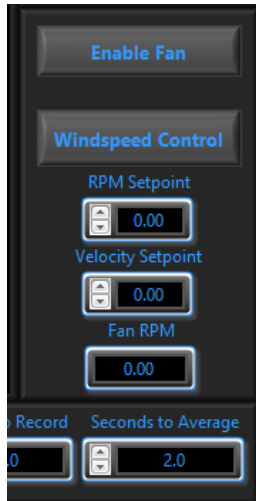 Enable Fan
Windspeed Control
RPM Setpoint
0.00
Velocity Setpoint
0.00
Fan RPM
0.00
Record Seconds to Average
2.0